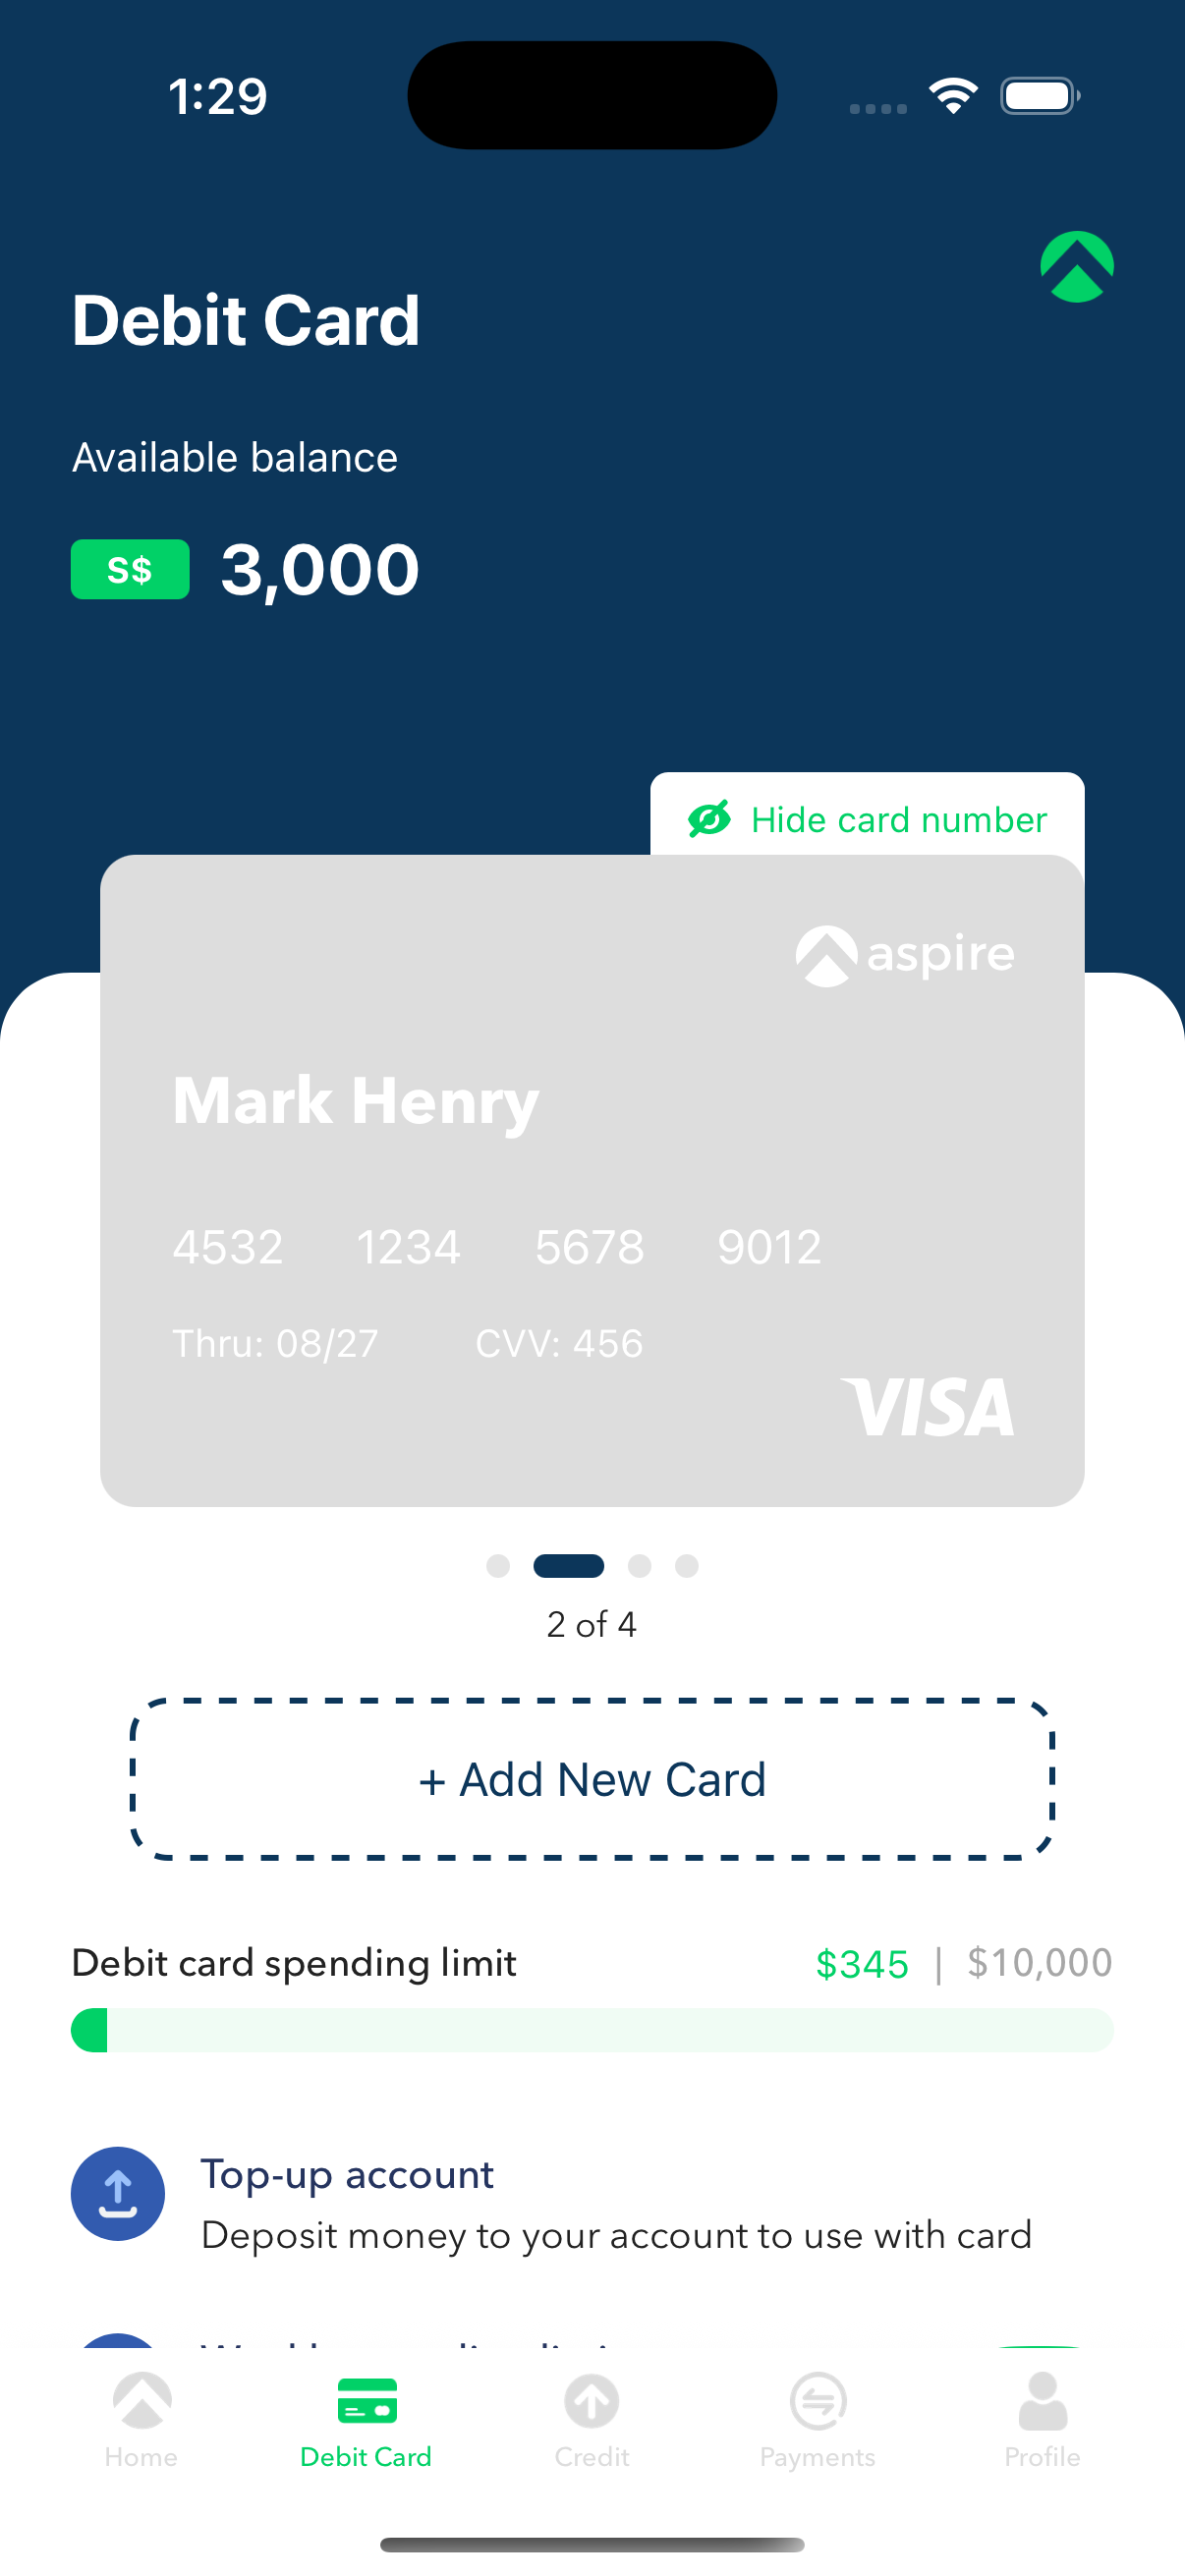 1:29
Debit Card
Available balance
S$ 3,000
Hide card number
aspire
Mark Henry
4532 1234 5678 9012
Thru: 08/27 CVV: 456
VISA
2 of 4
+ Add New Card
Debit card spending limit $345 | $10,000
Top-up account
Deposit money to your account to use with card
Home Debit Card Credit Payments Profile